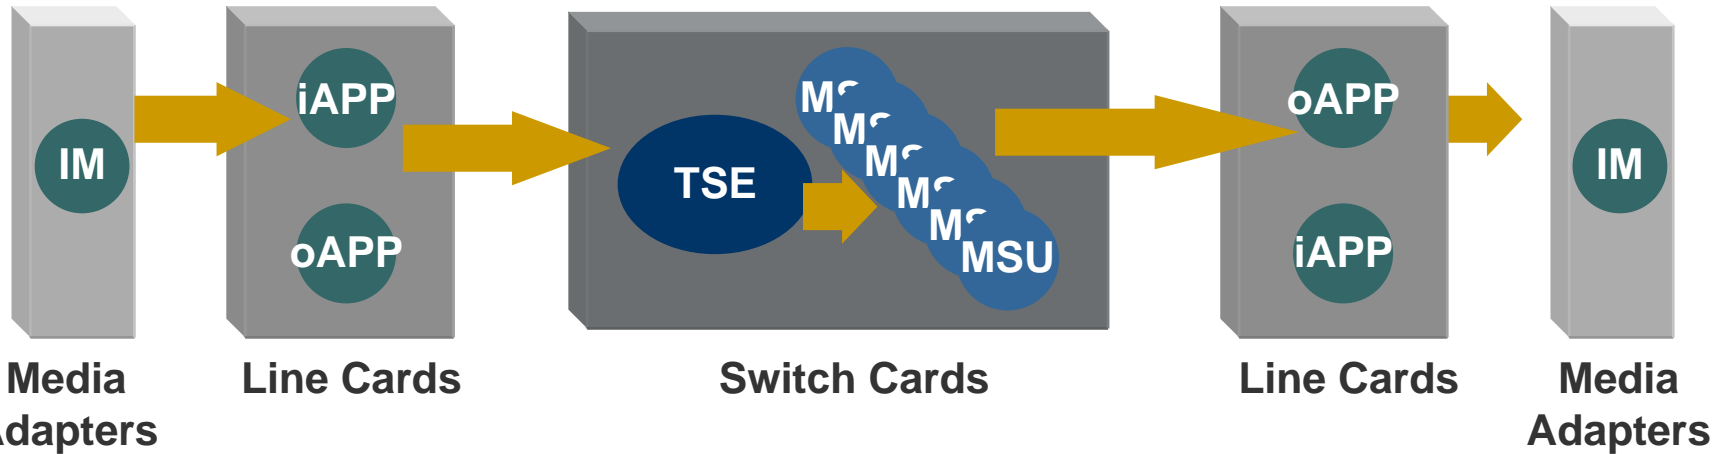 IM
iAPP
oAPP
TSE
MSU
oAPP
iAPP
IM
Media
Adapters
Line Cards
Switch Cards
Line Cards
Media
Adapters